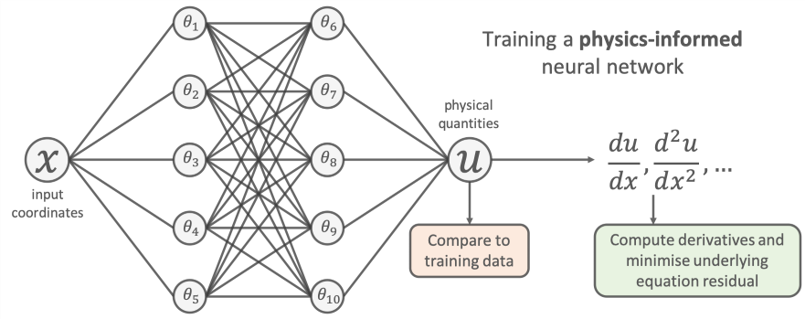 Training a physics-informed
neural network
x
input
coordinates
θ1
θ2
θ3
θ4
θ5
θ6
θ7
θ8
θ9
θ10
physical
quantities
u
du/dx, d²u/dx², ...
Compare to
training data
Compute derivatives and
minimise underlying
equation residual